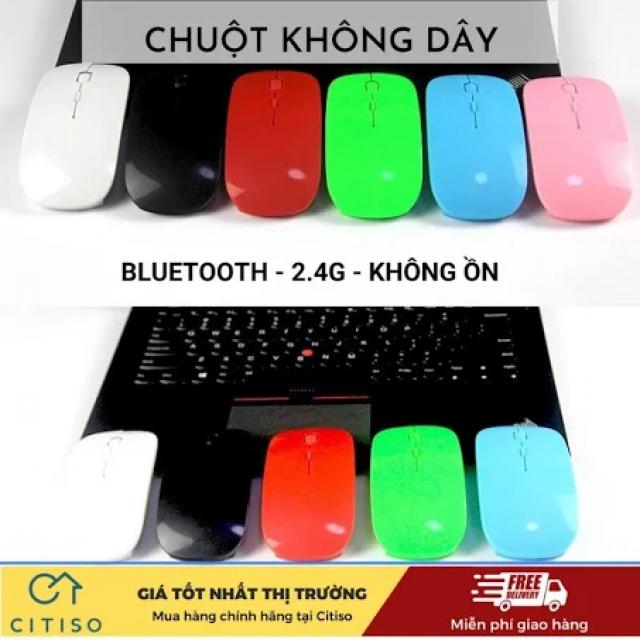 CHUỘT KHÔNG DÂY
BLUETOOTH - 2.4G - KHÔNG ỒN
CITISO
GIÁ TỐT NHẤT THỊ TRƯỜNG
Mua hàng chính hãng tại Citiso
FREE
DELIVERY
Miễn phí giao hàng